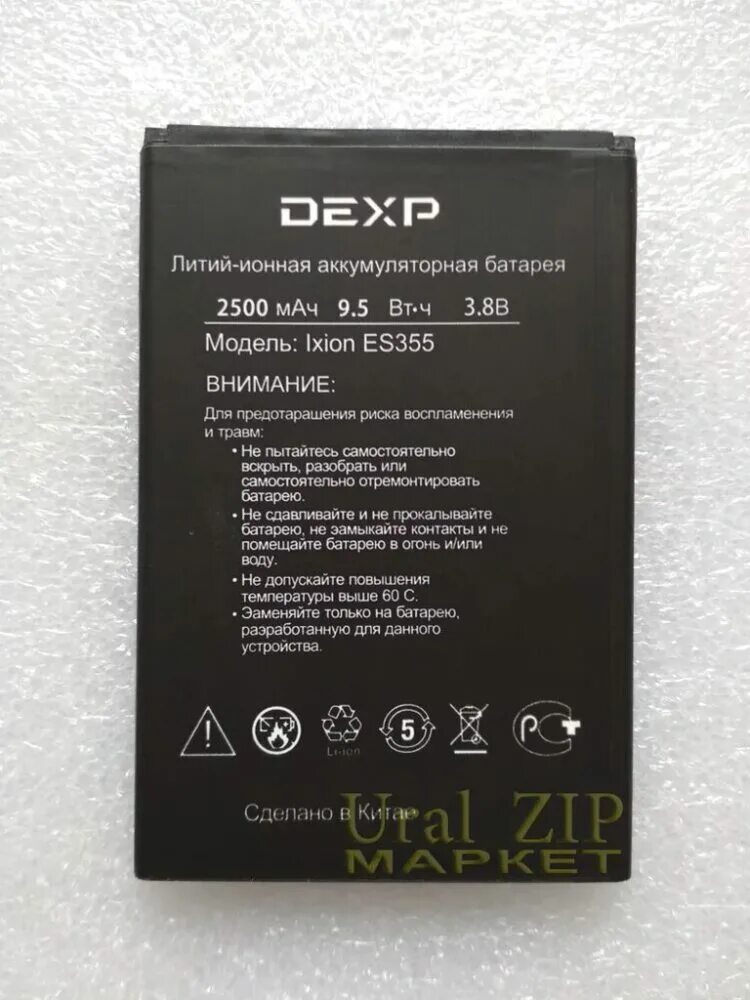 DEXP
Литий-ионная аккумуляторная батарея
2500 мАч 9.5 Вт·ч 3.8В
Модель: Ixion ES355
ВНИМАНИЕ:
Для предотарашения риска воспламенения
и травм:
• Не пытайтесь самостоятельно
вскрыть, разобрать или
самостоятельно отремонтировать
батарею.
• Не сдавливайте и не прокалывайте
батарею, не замыкайте контакты и не
помещайте батарею в огонь и/или
воду.
• Не допускайте повышения
температуры выше 60 С.
• Заменяйте только на батарею,
разработанную для данного
устройства.
Li-ion
5
РСТ
Сделано в Китае
Ural ZIP
МАРКЕТ